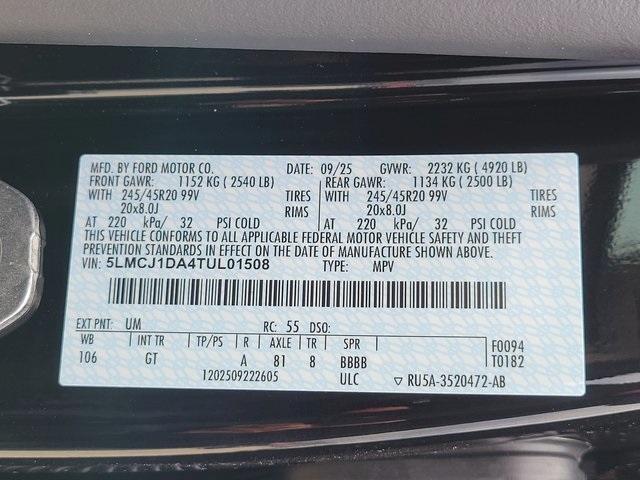 MFD. BY FORD MOTOR CO. DATE: 09/25 GVWR: 2232 KG ( 4920 LB)
FRONT GAWR: 1152 KG ( 2540 LB) REAR GAWR: 1134 KG ( 2500 LB)
WITH 245/45R20 99V TIRES WITH 245/45R20 99V TIRES
20x8.0J RIMS 20x8.0J RIMS
AT 220 kPa/ 32 PSI COLD AT 220 kPa/ 32 PSI COLD
THIS VEHICLE CONFORMS TO ALL APPLICABLE FEDERAL MOTOR VEHICLE SAFETY AND THEFT
PREVENTION STANDARDS IN EFFECT ON THE DATE OF MANUFACTURE SHOWN ABOVE.
VIN: 5LMCJ1DA4TUL01508 TYPE: MPV
EXT PNT: UM RC: 55 DSO:
WB INT TR TP/PS R AXLE TR SPR F0094
106 GT A 81 8 BBBB T0182
1202509222605 ULC ▽ RU5A-3520472-AB